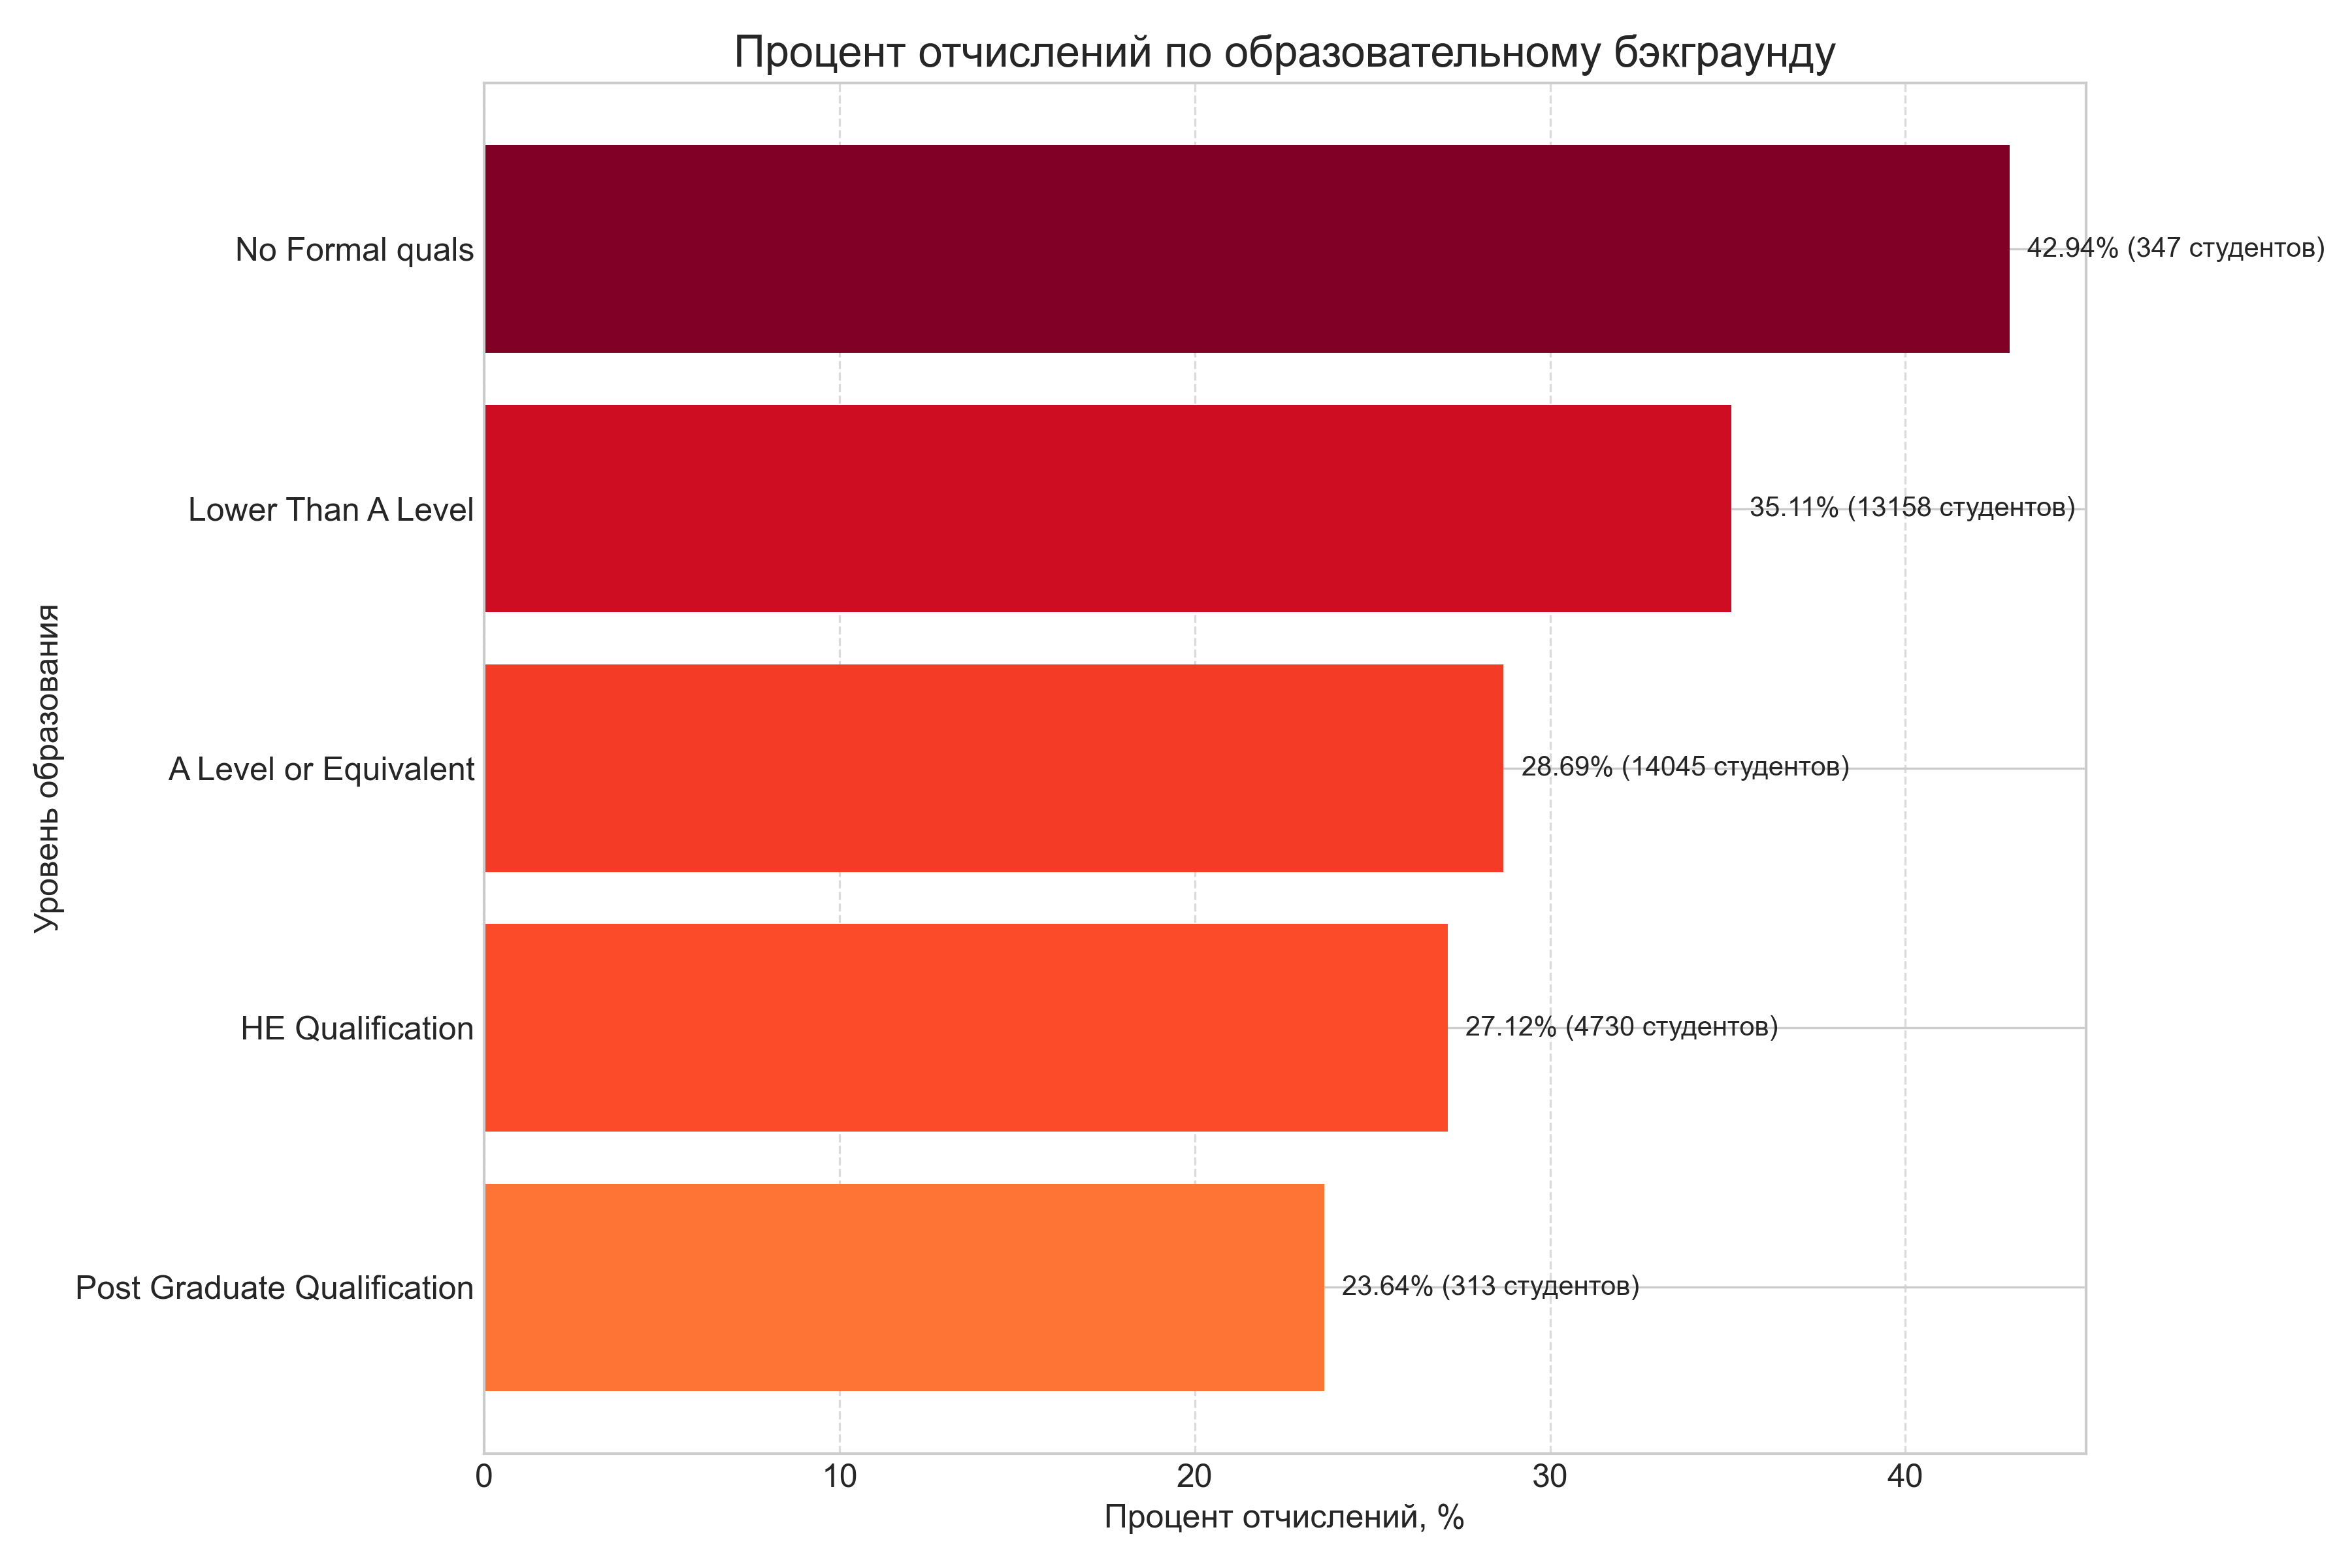 Процент отчислений по образовательному бэкграунду
No Formal quals
42.94% (347 студентов)
Lower Than A Level
35.11% (13158 студентов)
A Level or Equivalent
28.69% (14045 студентов)
HE Qualification
27.12% (4730 студентов)
Post Graduate Qualification
23.64% (313 студентов)
Уровень образования
0 10 20 30 40
Процент отчислений, %